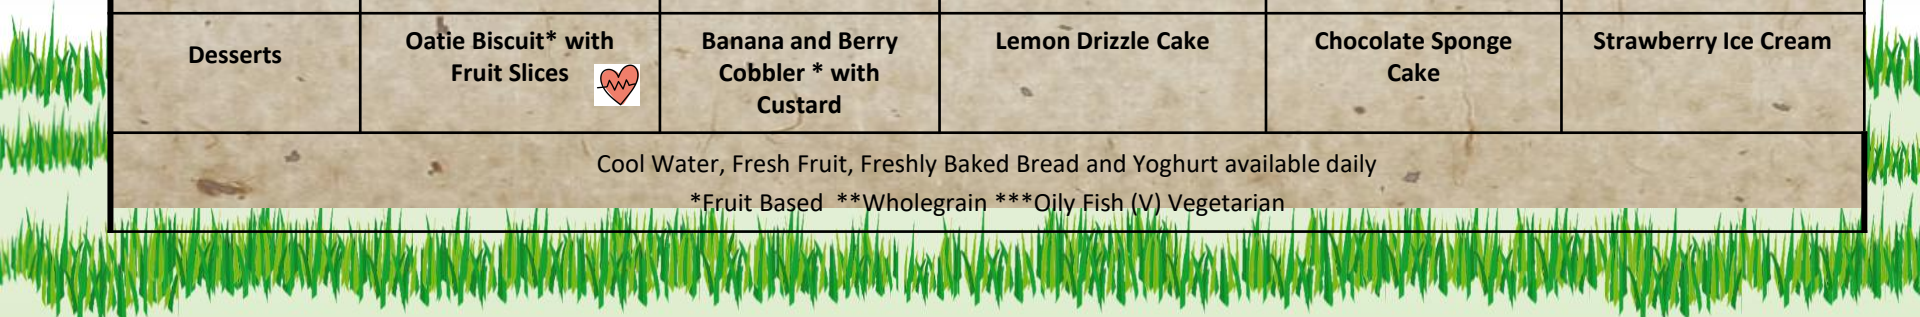 Desserts
Oatie Biscuit* with
Fruit Slices
Banana and Berry
Cobbler * with
Custard
Lemon Drizzle Cake
Chocolate Sponge
Cake
Strawberry Ice Cream
Cool Water, Fresh Fruit, Freshly Baked Bread and Yoghurt available daily
*Fruit Based  **Wholegrain ***Oily Fish (V) Vegetarian